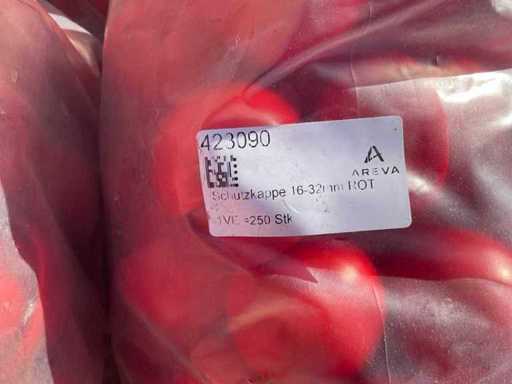 423090
AREVA
Schutzkappe 16-32mm ROT
1VE =250 Stk